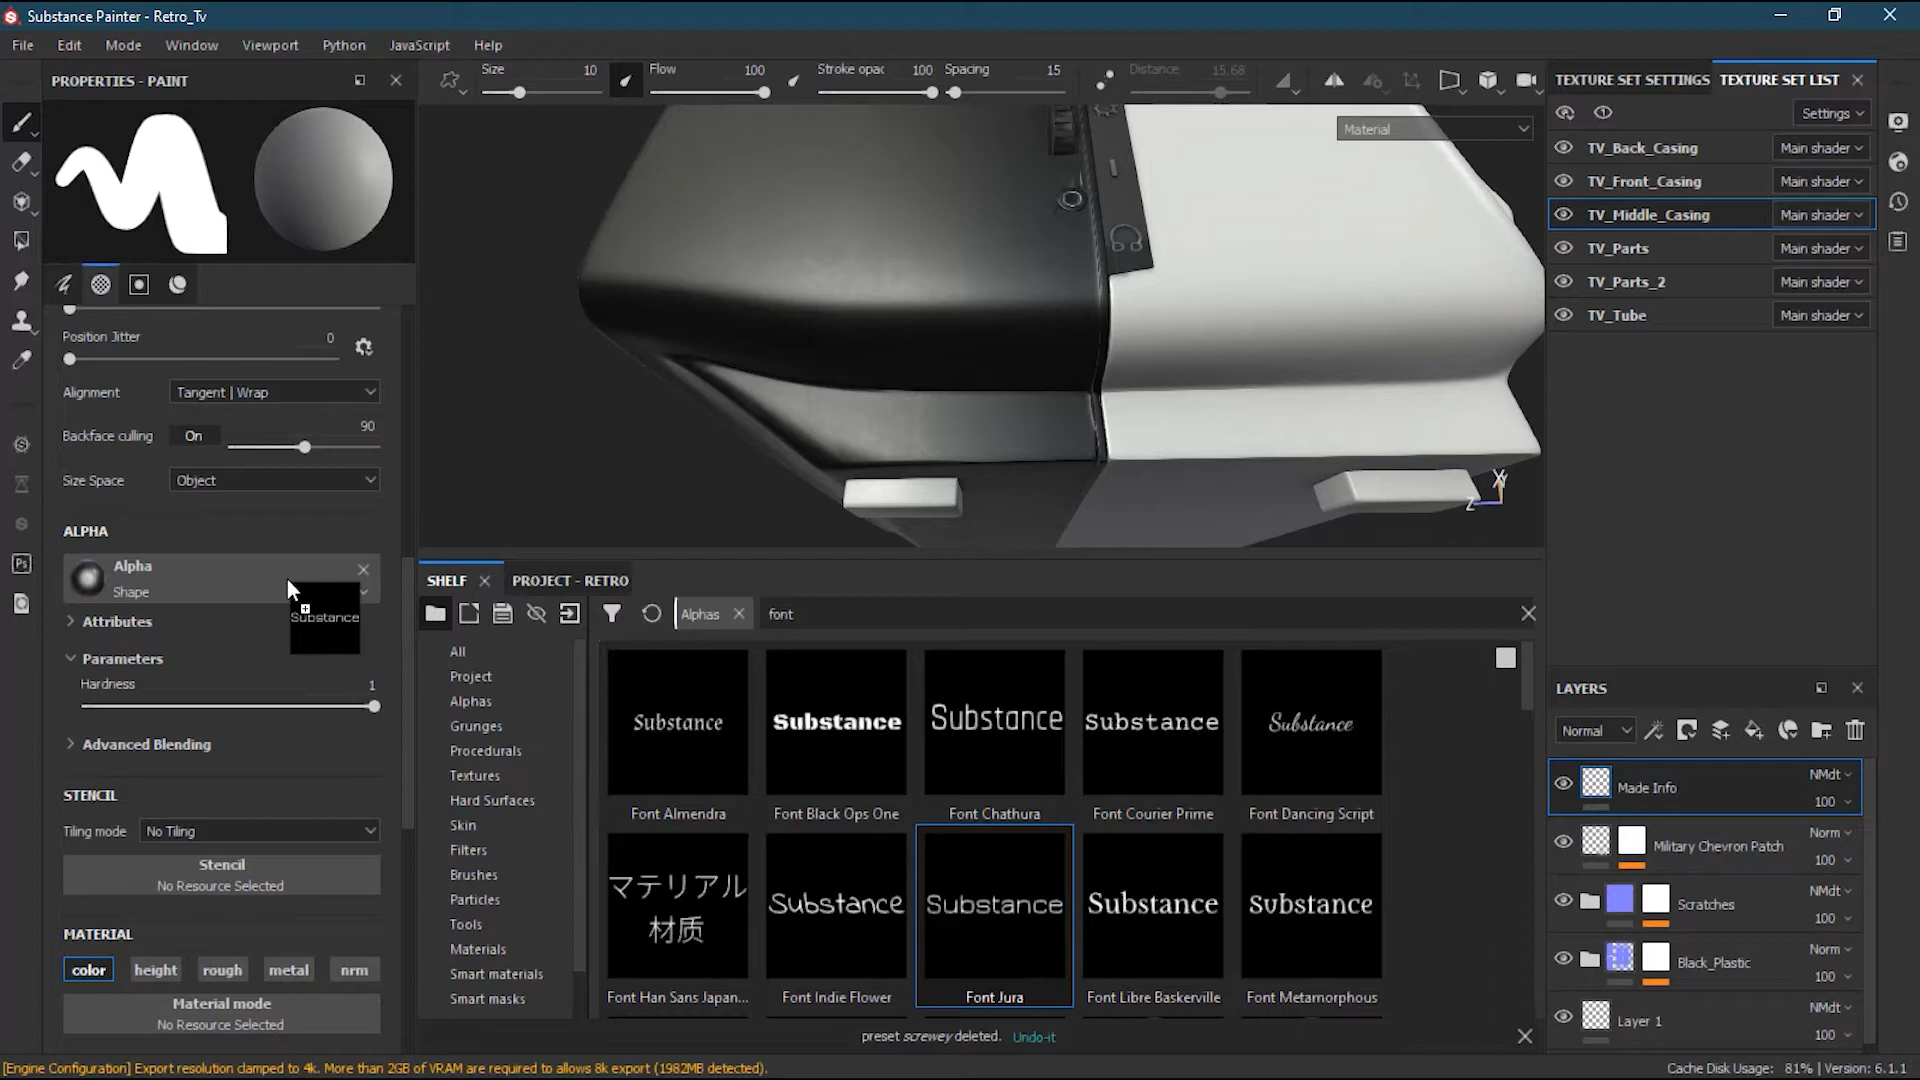 Substance Painter - Retro_Tv
File Edit Mode Window Viewport Python JavaScript Help
PROPERTIES - PAINT
Size 10 Flow 100 Stroke opac 100 Spacing 15 Distance 15.68
TEXTURE SET SETTINGS TEXTURE SET LIST
Settings
Material
TV_Back_Casing Main shader
TV_Front_Casing Main shader
TV_Middle_Casing Main shader
TV_Parts Main shader
TV_Parts_2 Main shader
TV_Tube Main shader
Position Jitter 0
Alignment Tangent | Wrap
Backface culling On 90
Size Space Object
Y
Z
ALPHA
Alpha
Shape
Substance
Attributes
Parameters
Hardness 1
Advanced Blending
STENCIL
Tiling mode No Tiling
Stencil
No Resource Selected
MATERIAL
color height rough metal nrm
Material mode
No Resource Selected
Ps
SHELF PROJECT - RETRO
Alphas font
All
Project
Alphas
Grunges
Procedurals
Textures
Hard Surfaces
Skin
Filters
Brushes
Particles
Tools
Materials
Smart materials
Smart masks
Substance Substance Substance Substance Substance
Font Almendra Font Black Ops One Font Chathura Font Courier Prime Font Dancing Script
マテリアル
材质
Substance Substance Substance Substance
Font Han Sans Japan... Font Indie Flower Font Jura Font Libre Baskerville Font Metamorphous
preset screwey deleted. Undo-it
LAYERS
Normal
Made Info NMdt 100
Military Chevron Patch Norm 100
Scratches NMdt 100
Black_Plastic Norm 100
Layer 1 NMdt 100
[Engine Configuration] Export resolution clamped to 4k. More than 2GB of VRAM are required to allows 8k export (1982MB detected).
Cache Disk Usage: 81% | Version: 6.1.1